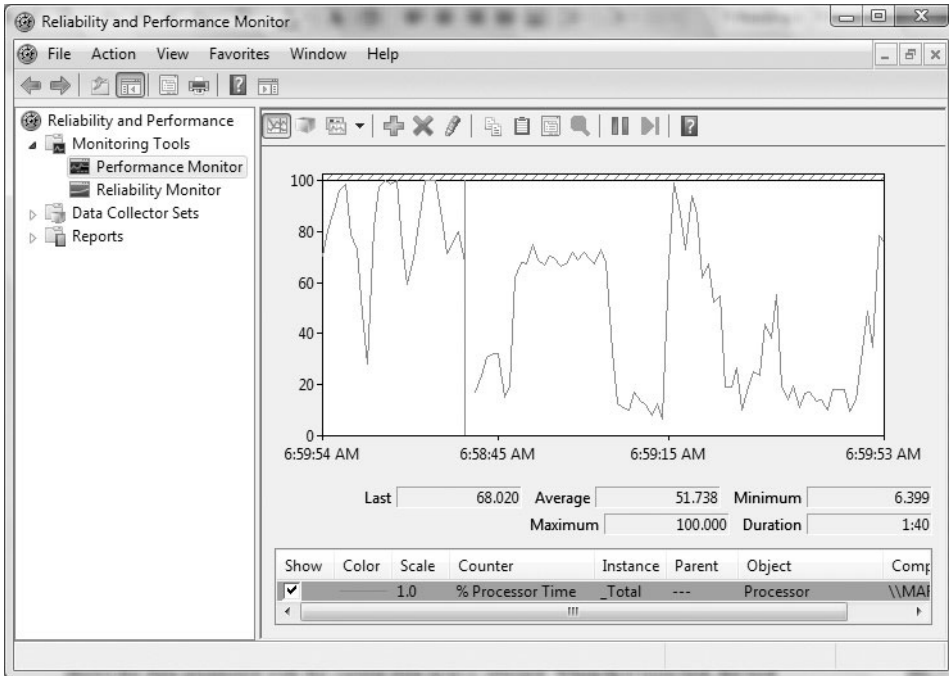 Reliability and Performance Monitor
File Action View Favorites Window Help
Reliability and Performance
Monitoring Tools
Performance Monitor
Reliability Monitor
Data Collector Sets
Reports
100
80
60
40
20
0
6:59:54 AM 6:58:45 AM 6:59:15 AM 6:59:53 AM
Last 68.020 Average 51.738 Minimum 6.399
Maximum 100.000 Duration 1:40
Show Color Scale Counter Instance Parent Object Comp
1.0 % Processor Time _Total --- Processor \\MAR